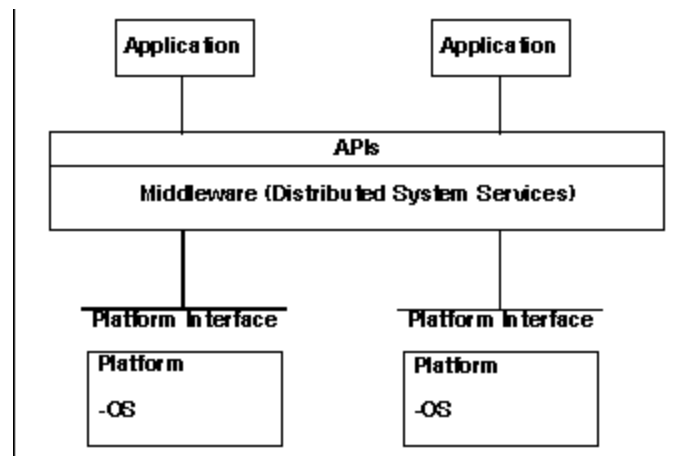 Application
Application
APIs
Middleware (Distributed System Services)
Platform Interface
Platform Interface
Platform
-OS
Platform
-OS